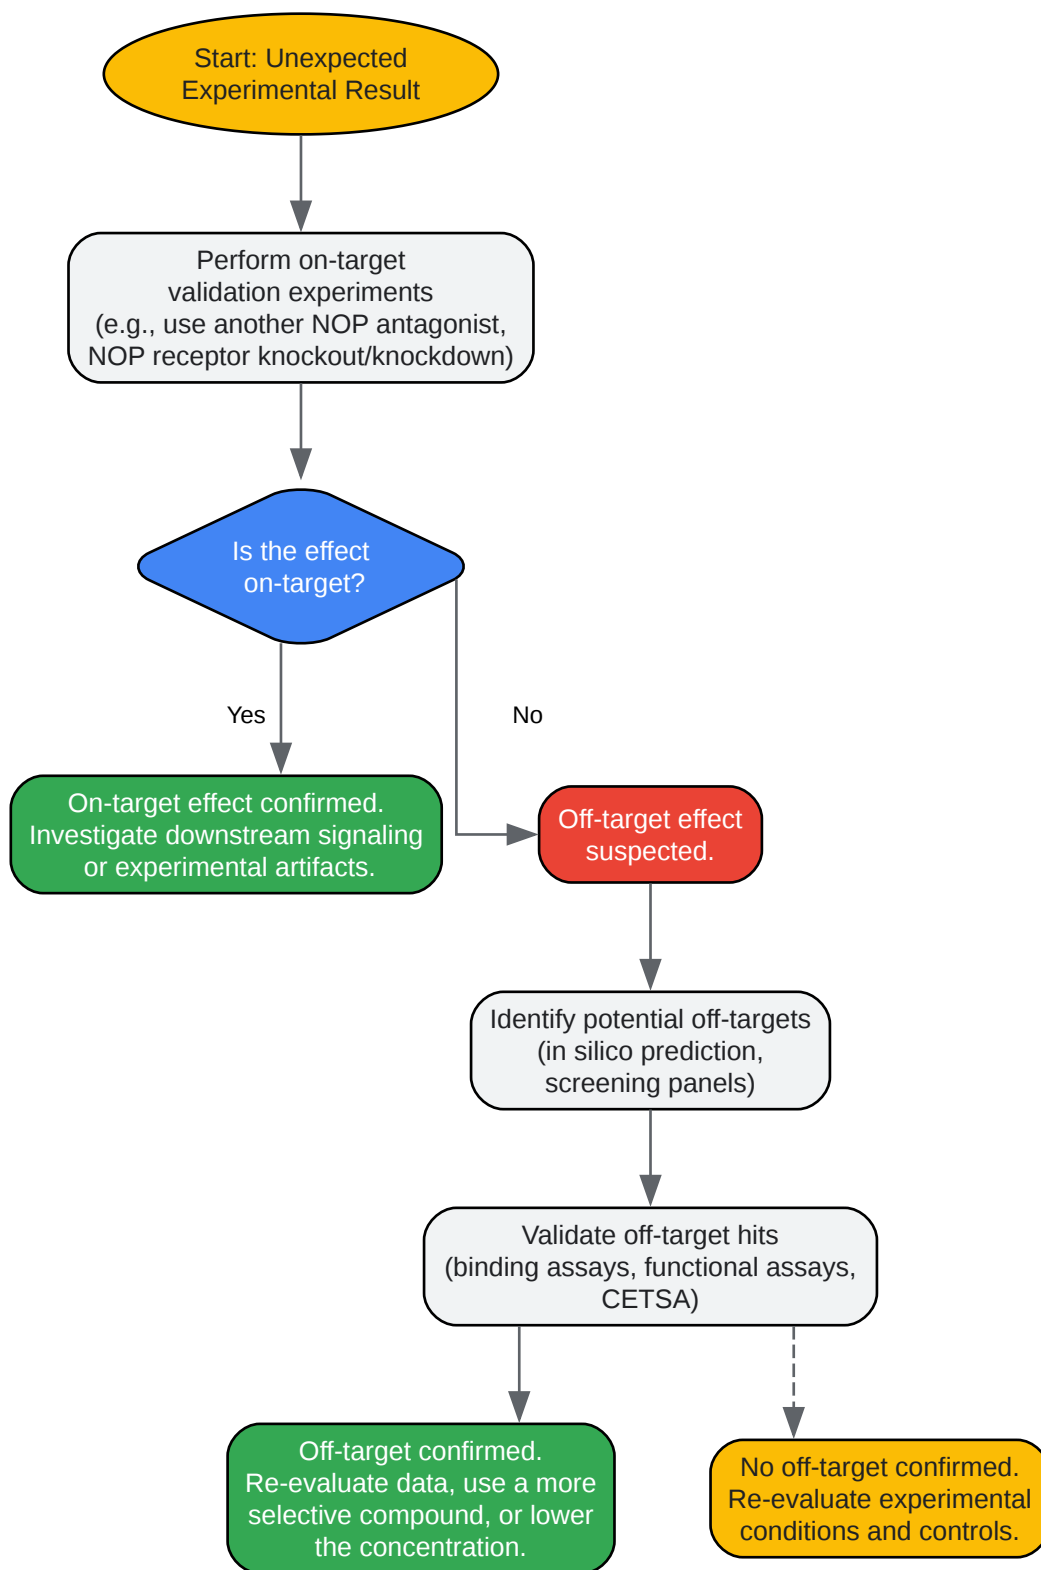 Start: Unexpected
Experimental Result
Perform on-target
validation experiments
(e.g., use another NOP antagonist,
NOP receptor knockout/knockdown)
Is the effect
on-target?
Yes
No
On-target effect confirmed.
Investigate downstream signaling
or experimental artifacts.
Off-target effect
suspected.
Identify potential off-targets
(in silico prediction,
screening panels)
Validate off-target hits
(binding assays, functional assays,
CETSA)
Off-target confirmed.
Re-evaluate data, use a more
selective compound, or lower
the concentration.
No off-target confirmed.
Re-evaluate experimental
conditions and controls.